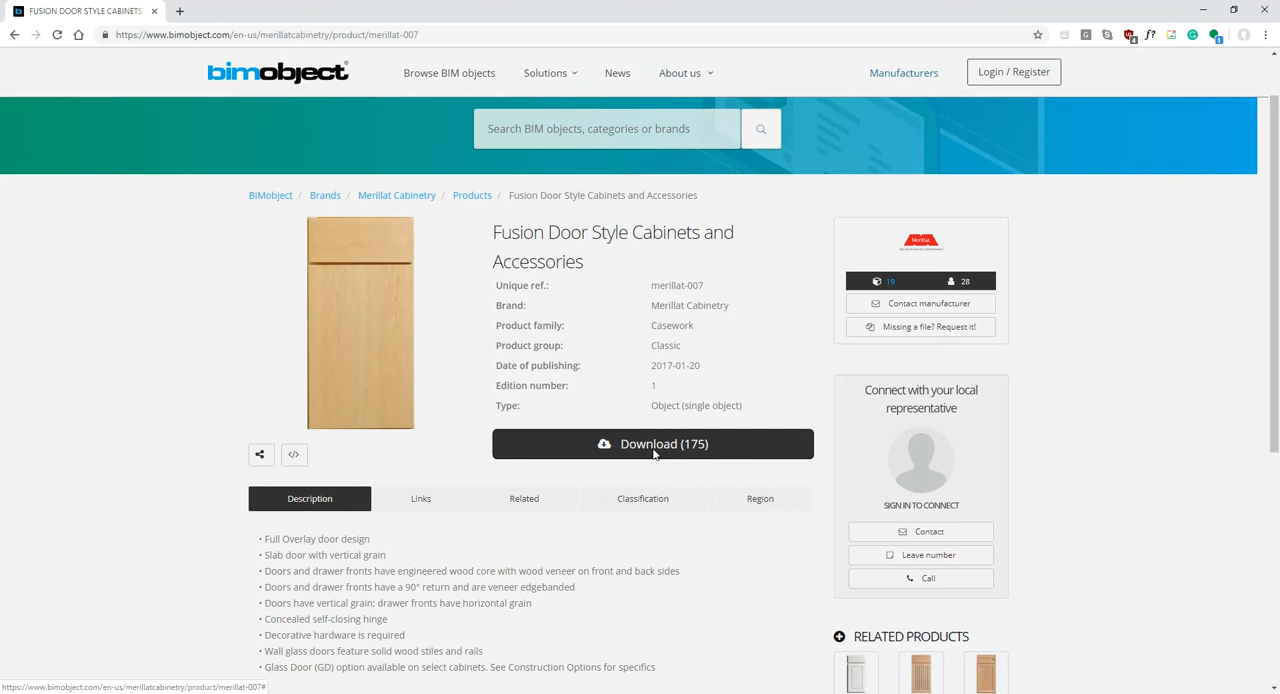 FUSION DOOR STYLE CABINETS
https://www.bimobject.com/en-us/merillatcabinetry/product/merillat-007
f?
4
1
bimobject®
Browse BIM objects
Solutions
News
About us
Manufacturers
Login / Register
Search BIM objects, categories or brands
BIMobject / Brands / Merillat Cabinetry / Products / Fusion Door Style Cabinets and Accessories
Fusion Door Style Cabinets and
Accessories
Unique ref.: merillat-007
Brand: Merillat Cabinetry
Product family: Casework
Product group: Classic
Date of publishing: 2017-01-20
Edition number: 1
Type: Object (single object)
Download (175)
Merillat
19 28
Contact manufacturer
Missing a file? Request it!
Connect with your local
representative
SIGN IN TO CONNECT
Contact
Leave number
Call
Description
Links
Related
Classification
Region
• Full Overlay door design
• Slab door with vertical grain
• Doors and drawer fronts have engineered wood core with wood veneer on front and back sides
• Doors and drawer fronts have a 90° return and are veneer edgebanded
• Doors have vertical grain; drawer fronts have horizontal grain
• Concealed self-closing hinge
• Decorative hardware is required
• Wall glass doors feature solid wood stiles and rails
• Glass Door (GD) option available on select cabinets. See Construction Options for specifics
RELATED PRODUCTS
https://www.bimobject.com/en-us/merillatcabinetry/product/merillat-007#